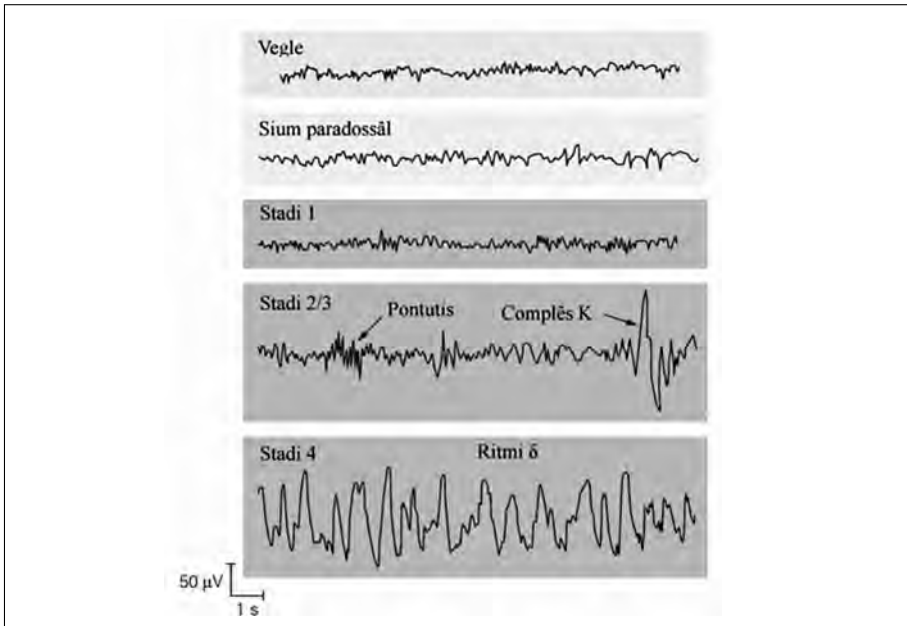 Vegle
Sium paradossâl
Stadi 1
Stadi 2/3
Pontutis
Complès K
Stadi 4
Ritmi δ
50 μV
1 s